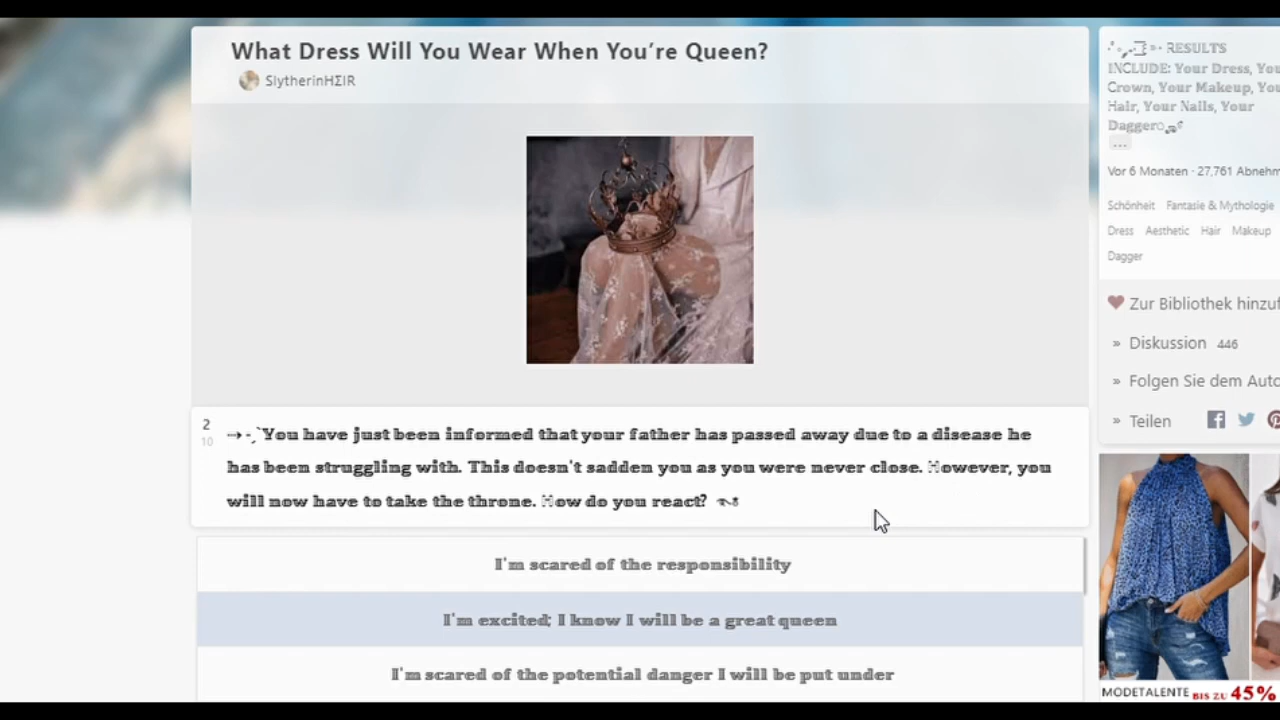 What Dress Will You Wear When You’re Queen?
SlytherinHΣIR
RESULTS
INCLUDE: Your Dress, You
Crown, Your Makeup, You
Hair, Your Nails, Your
Dagger
...
Vor 6 Monaten · 27,761 Abnehm
Schönheit Fantasie & Mythologie
Dress Aesthetic Hair Makeup
Dagger
Zur Bibliothek hinzuf
» Diskussion 446
» Folgen Sie dem Auto
» Teilen
2
10
→ -ˏˋYou have just been informed that your father has passed away due to a disease he
has been struggling with. This doesn't sadden you as you were never close. However, you
will now have to take the throne. How do you react?
I'm scared of the responsibility
I'm excited; I know I will be a great queen
I'm scared of the potential danger I will be put under
MODETALENTE BIS ZU 45%